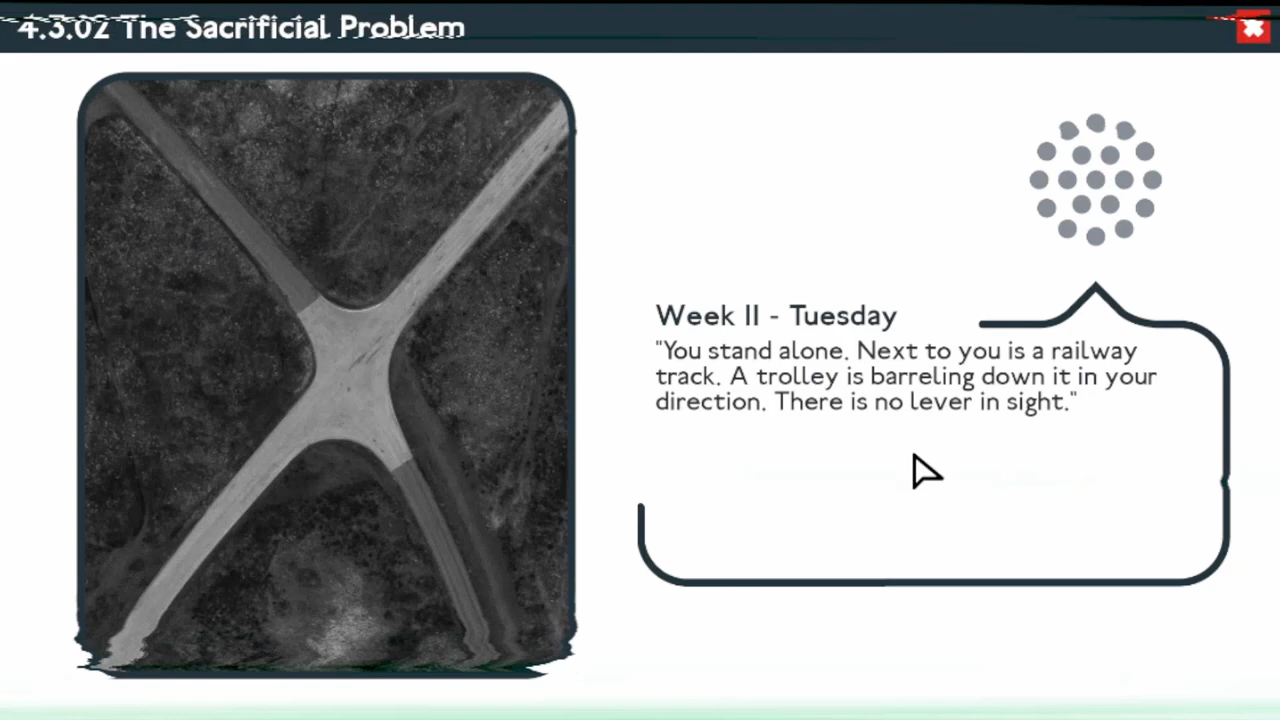 4.3.02 The Sacrificial Problem
Week II - Tuesday
"You stand alone. Next to you is a railway
track. A trolley is barreling down it in your
direction. There is no lever in sight."